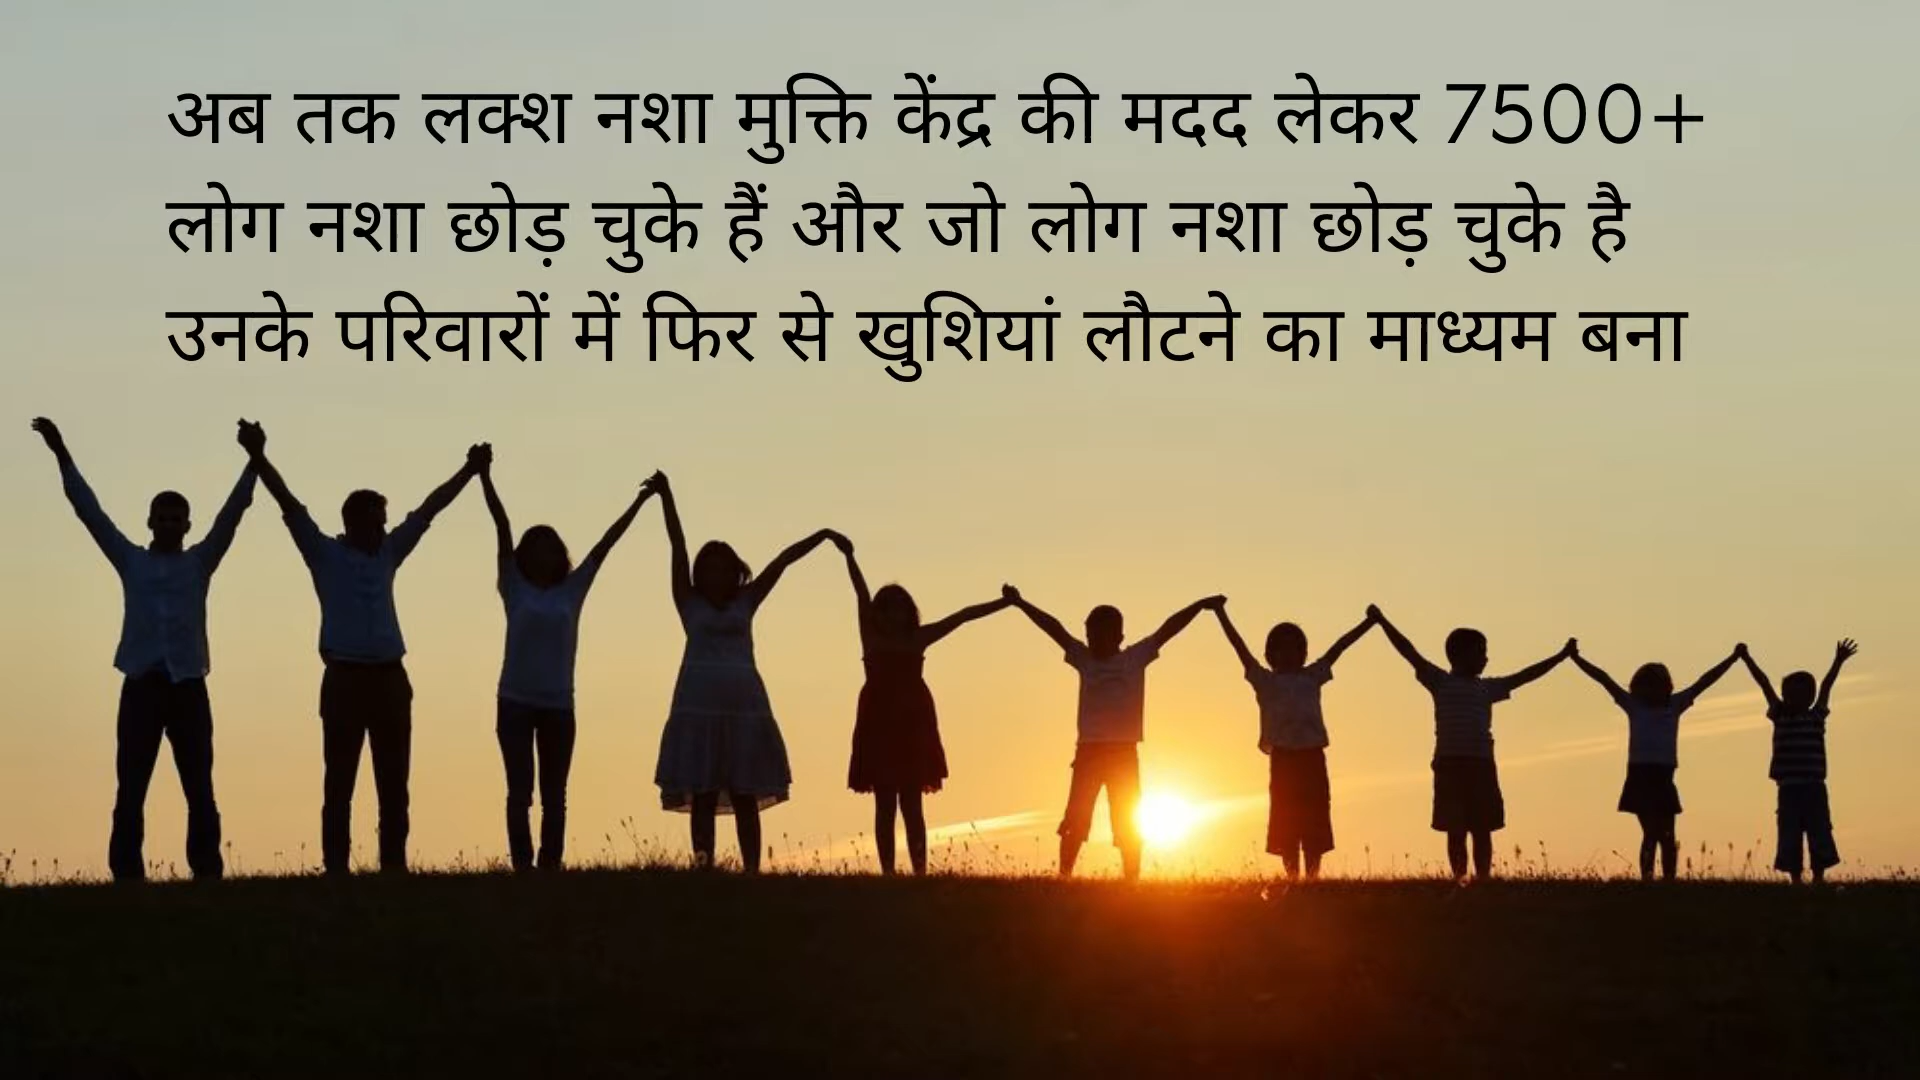 अब तक लक्श नशा मुक्ति केंद्र की मदद लेकर 7500+
लोग नशा छोड़ चुके हैं और जो लोग नशा छोड़ चुके है
उनके परिवारों में फिर से खुशियां लौटने का माध्यम बना